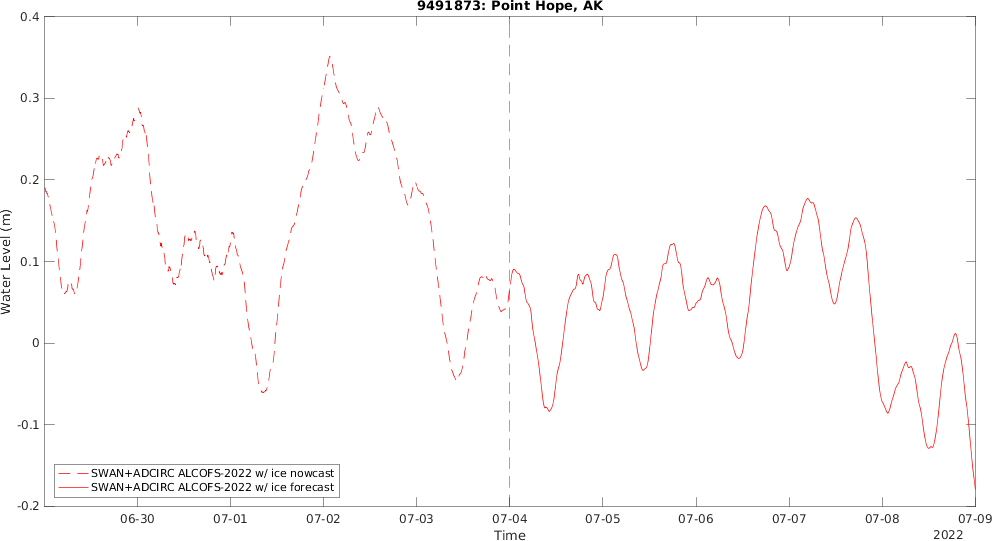 9491873: Point Hope, AK
0.4
0.3
0.2
0.1
0
-0.1
-0.2
Water Level (m)
SWAN+ADCIRC ALCOFS-2022 w/ ice nowcast
SWAN+ADCIRC ALCOFS-2022 w/ ice forecast
06-30 07-01 07-02 07-03 07-04 07-05 07-06 07-07 07-08 07-09
Time
2022